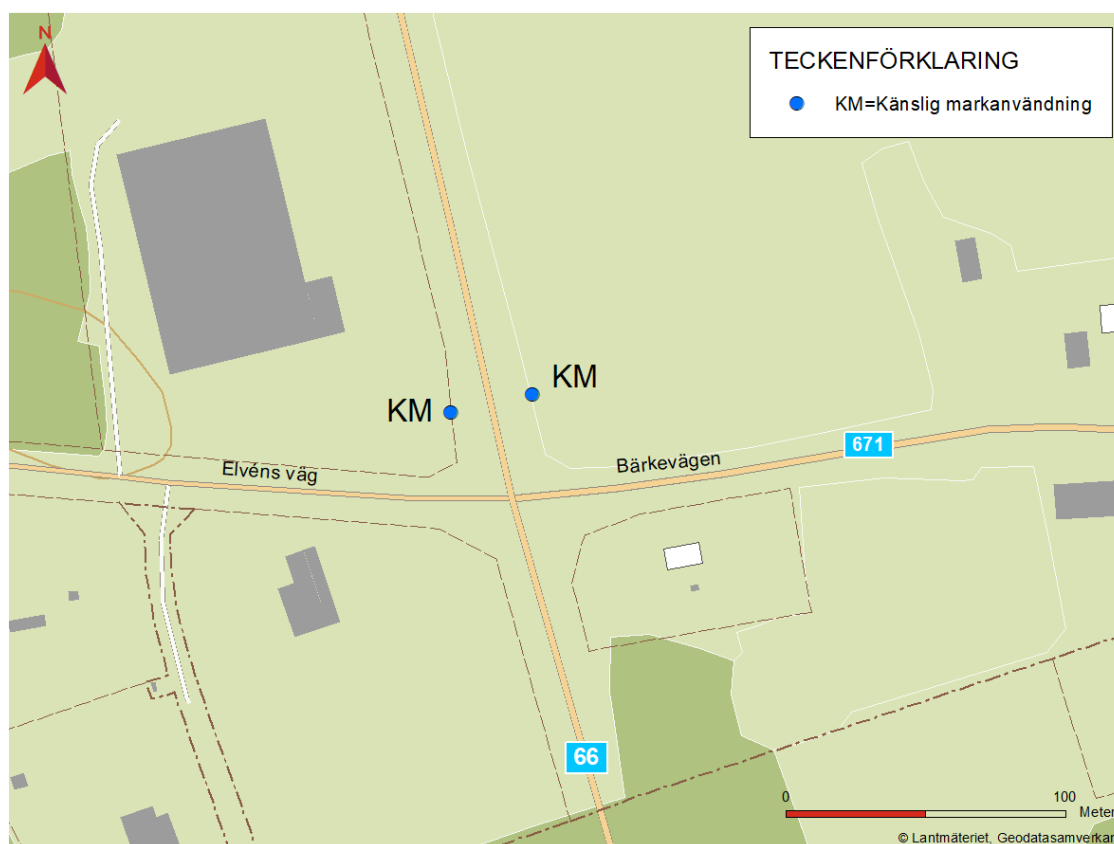 N
TECKENFÖRKLARING
KM=Känslig markanvändning
KM
KM
671
Bärkevägen
Elvéns väg
66
0
100
Meter
© Lantmäteriet, Geodatasamverkan